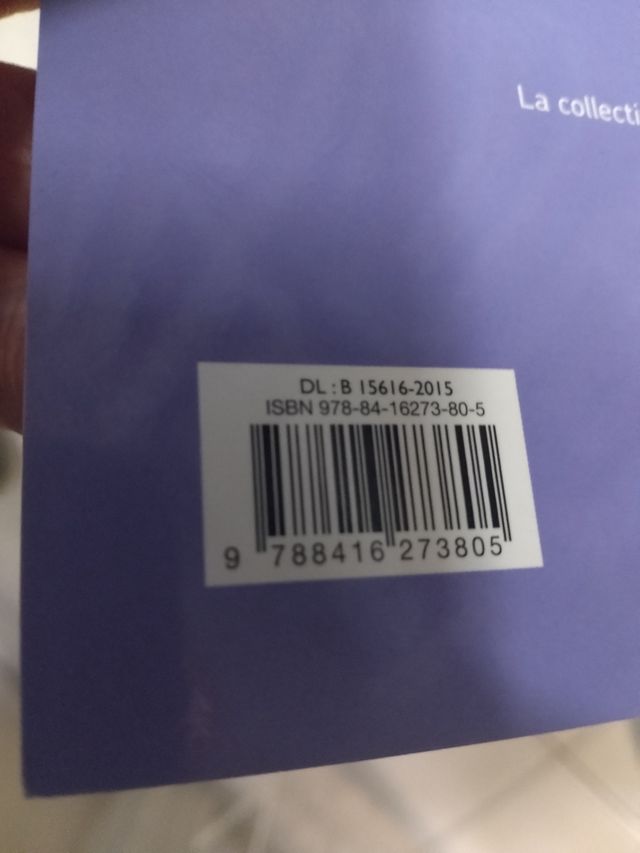 La collecti
DL : B 15616-2015
ISBN 978-84-16273-80-5
9 788416 273805